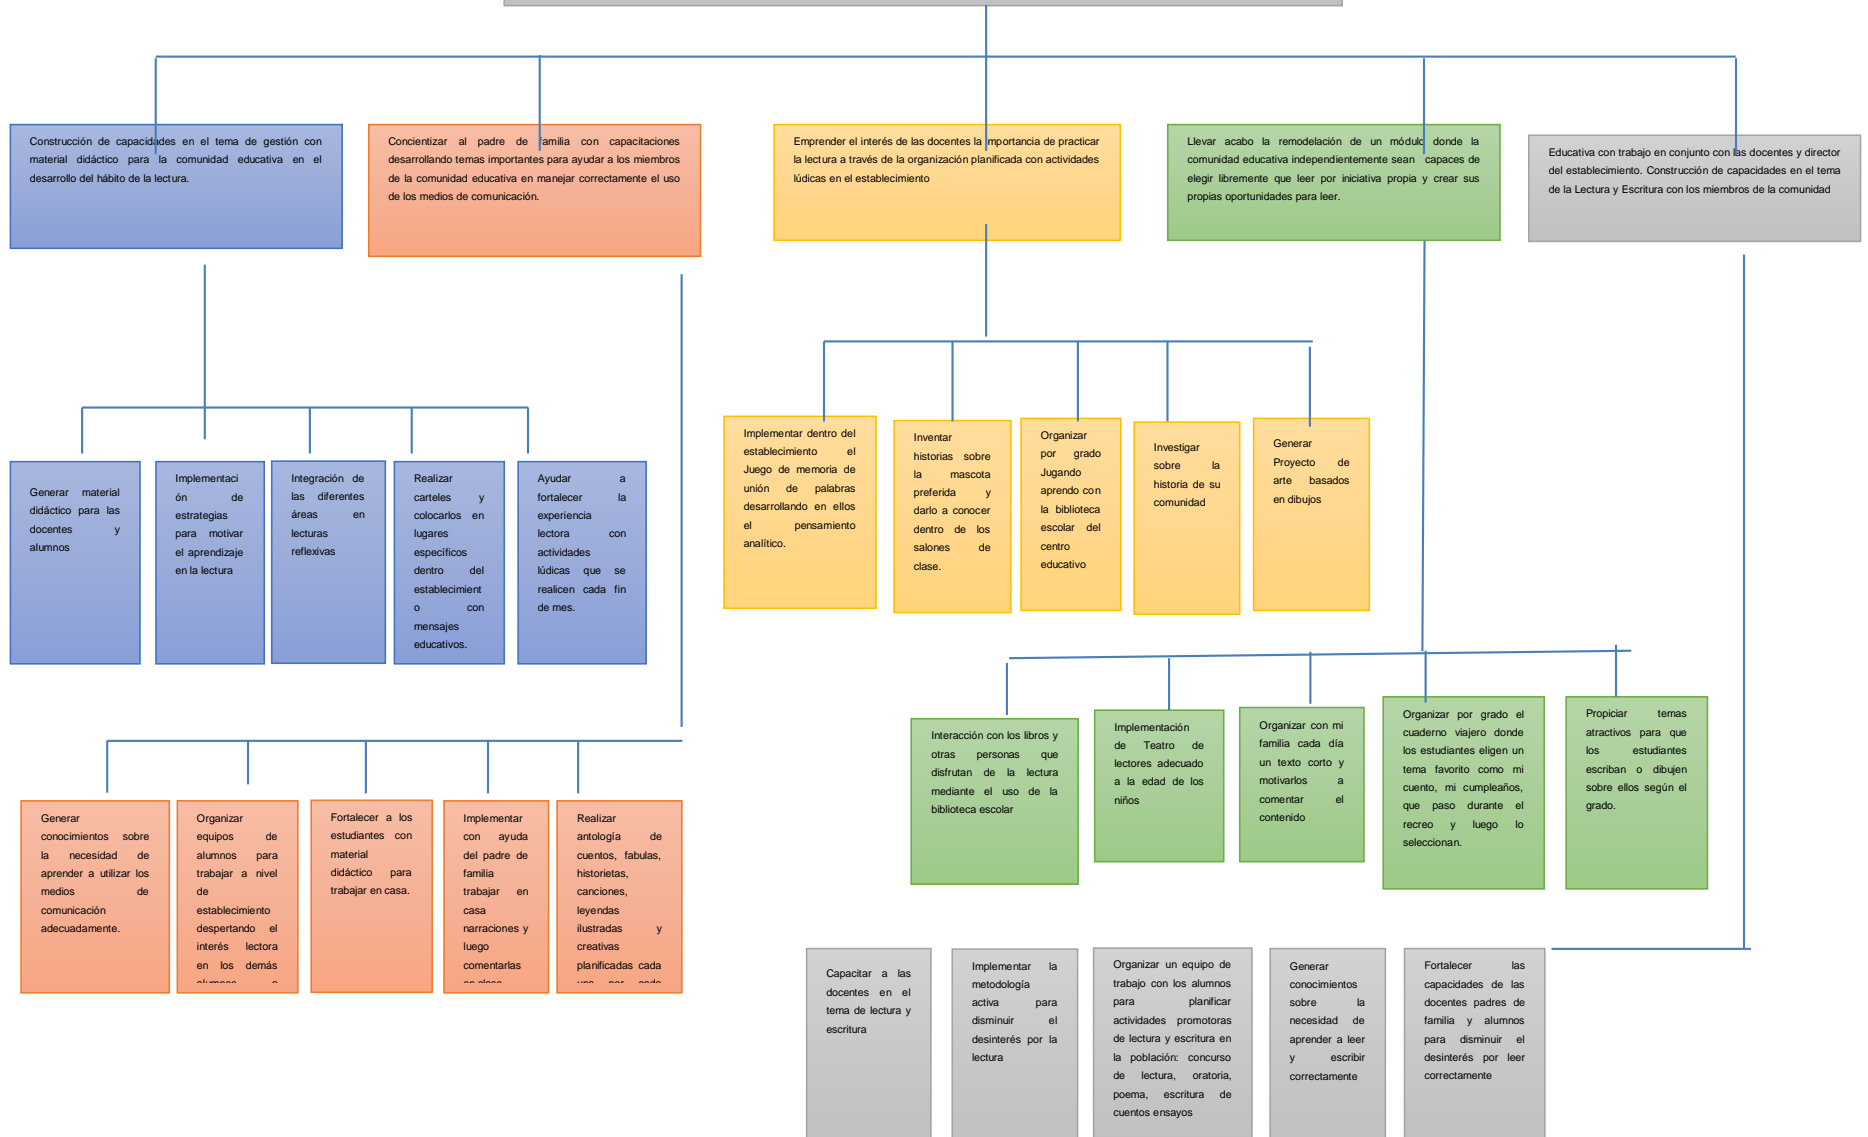 Construcción de capacidades en el tema de gestión con
material didáctico para la comunidad educativa en el
desarrollo del hábito de la lectura.
Concientizar al padre de familia con capacitaciones
desarrollando temas importantes para ayudar a los miembros
de la comunidad educativa en manejar correctamente el uso
de los medios de comunicación.
Emprender el interés de las docentes la importancia de practicar
la lectura a través de la organización planificada con actividades
lúdicas en el establecimiento
Llevar acabo la remodelación de un módulo donde la
comunidad educativa independientemente sean capaces de
elegir libremente que leer por iniciativa propia y crear sus
propias oportunidades para leer.
Educativa con trabajo en conjunto con las docentes y director
del establecimiento. Construcción de capacidades en el tema
de la Lectura y Escritura con los miembros de la comunidad
Implementar dentro del
establecimiento el
Juego de memoria de
unión de palabras
desarrollando en ellos
el pensamiento
analítico.
Inventar
historias sobre
la mascota
preferida y
darlo a conocer
dentro de los
salones de
clase.
Organizar
por grado
Jugando
aprendo con
la biblioteca
escolar del
centro
educativo
Investigar
sobre la
historia de su
comunidad
Generar
Proyecto de
arte basados
en dibujos
Generar material
didáctico para las
docentes y
alumnos
Implementaci
ón de
estrategias
para motivar
el aprendizaje
en la lectura
Integración de
las diferentes
áreas en
lecturas
reflexivas
Realizar
carteles y
colocarlos en
lugares
específicos
dentro del
establecimient
o con
mensajes
educativos.
Ayudar a
fortalecer la
experiencia
lectora con
actividades
lúdicas que se
realicen cada fin
de mes.
Interacción con los libros y
otras personas que
disfrutan de la lectura
mediante el uso de la
biblioteca escolar
Implementación
de Teatro de
lectores adecuado
a la edad de los
niños
Organizar con mi
familia cada día
un texto corto y
motivarlos a
comentar el
contenido
Organizar por grado el
cuaderno viajero donde
los estudiantes eligen un
tema favorito como mi
cuento, mi cumpleaños,
que paso durante el
recreo y luego lo
seleccionan.
Propiciar temas
atractivos para que
los estudiantes
escriban o dibujen
sobre ellos según el
grado.
Generar
conocimientos sobre
la necesidad de
aprender a utilizar los
medios de
comunicación
adecuadamente.
Organizar
equipos de
alumnos para
trabajar a nivel
de
establecimiento
despertando el
interés lectora
en los demás
Fortalecer a los
estudiantes con
material
didáctico para
trabajar en casa.
Implementar
con ayuda
del padre de
familia
trabajar en
casa
narraciones y
luego
comentarlas
en clase
Realizar
antología de
cuentos, fabulas,
historietas,
canciones,
leyendas
ilustradas y
creativas
planificadas cada
Capacitar a las
docentes en el
tema de lectura y
escritura
Implementar la
metodología
activa para
disminuir el
desinterés por la
lectura
Organizar un equipo de
trabajo con los alumnos
para planificar
actividades promotoras
de lectura y escritura en
la población: concurso
de lectura, oratoria,
poema, escritura de
cuentos ensayos
Generar
conocimientos
sobre la
necesidad de
aprender a leer
y escribir
correctamente
Fortalecer las
capacidades de las
docentes padres de
familia y alumnos
para disminuir el
desinterés por leer
correctamente